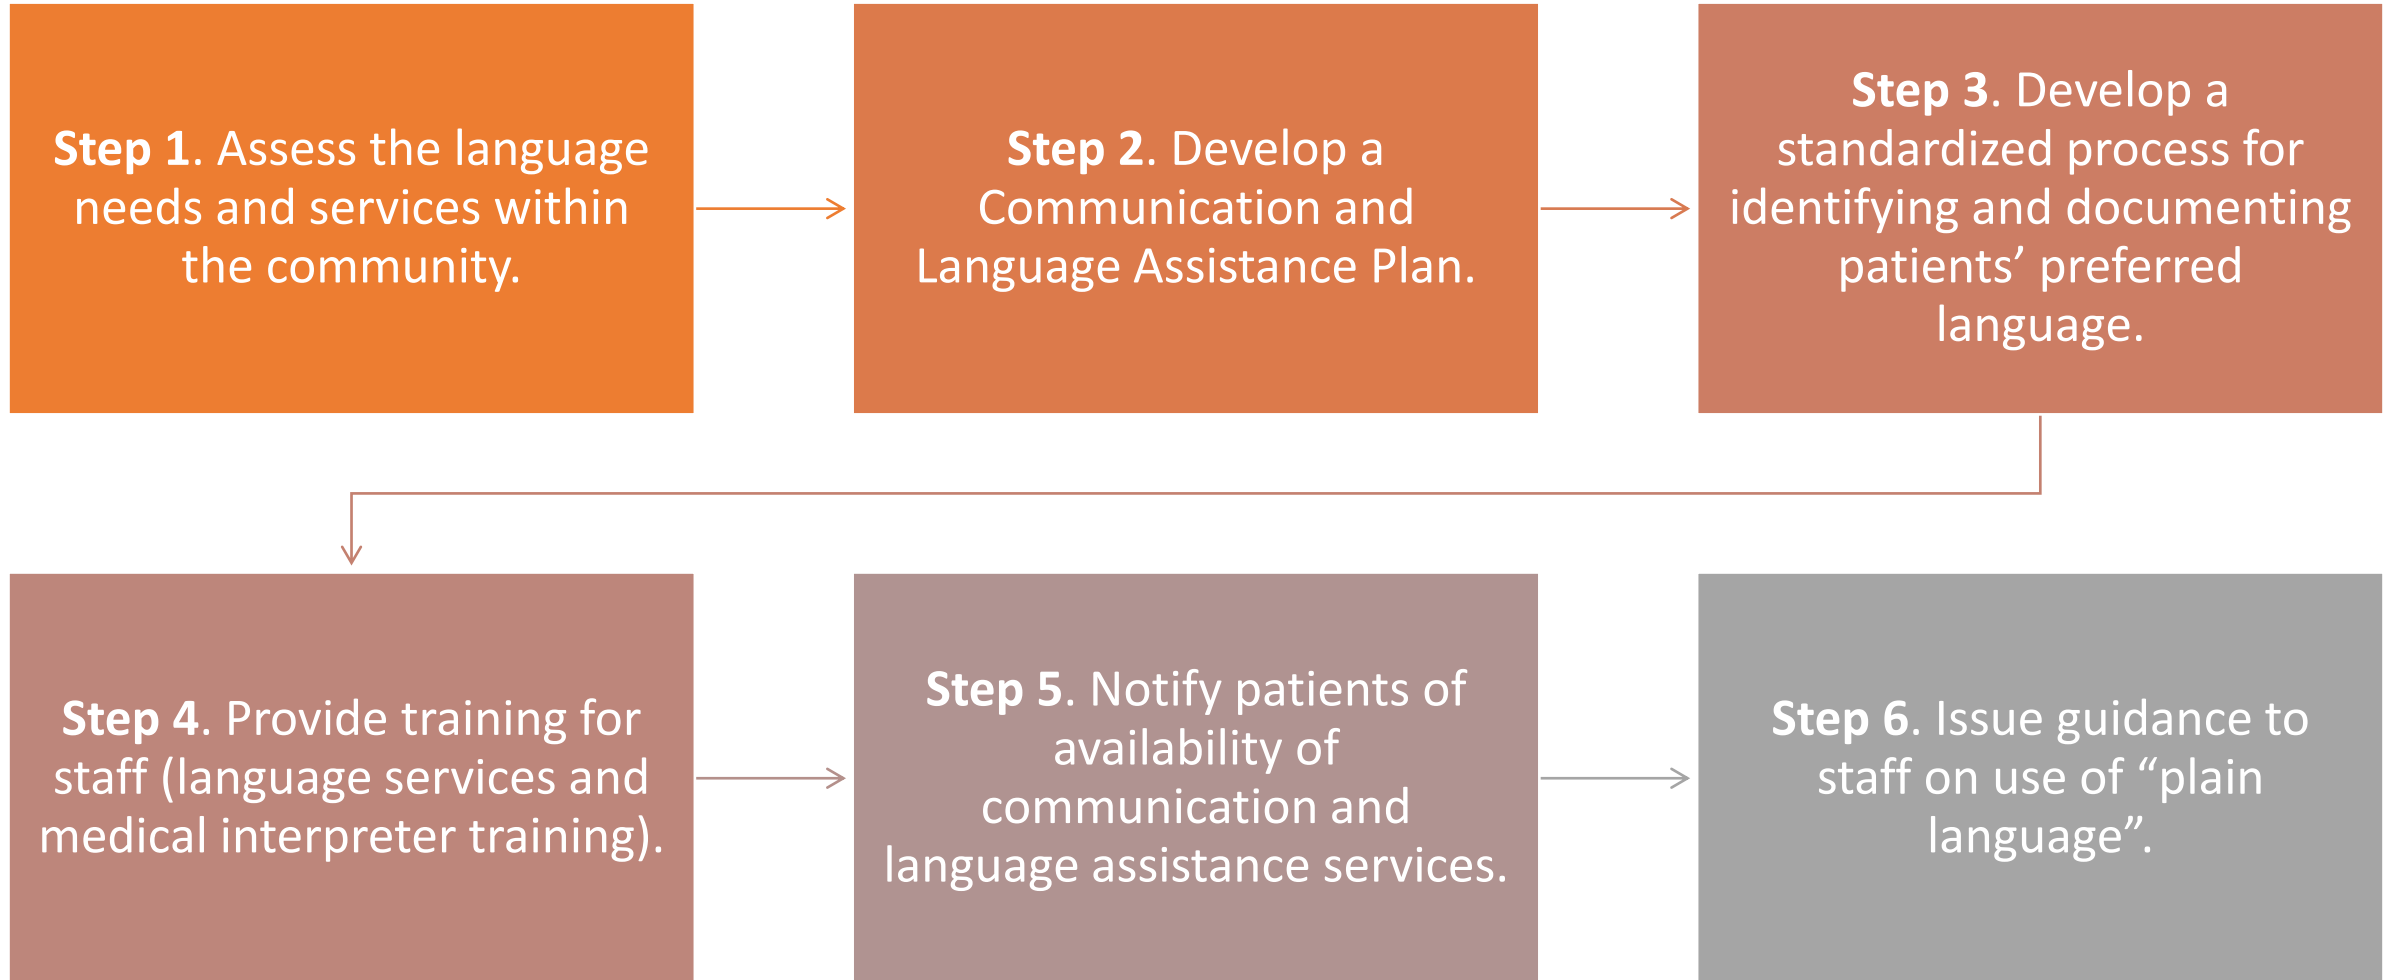 Step 1. Assess the language
needs and services within
the community.
Step 2. Develop a
Communication and
Language Assistance Plan.
Step 3. Develop a
standardized process for
identifying and documenting
patients’ preferred
language.
Step 4. Provide training for
staff (language services and
medical interpreter training).
Step 5. Notify patients of
availability of
communication and
language assistance services.
Step 6. Issue guidance to
staff on use of “plain
language”.